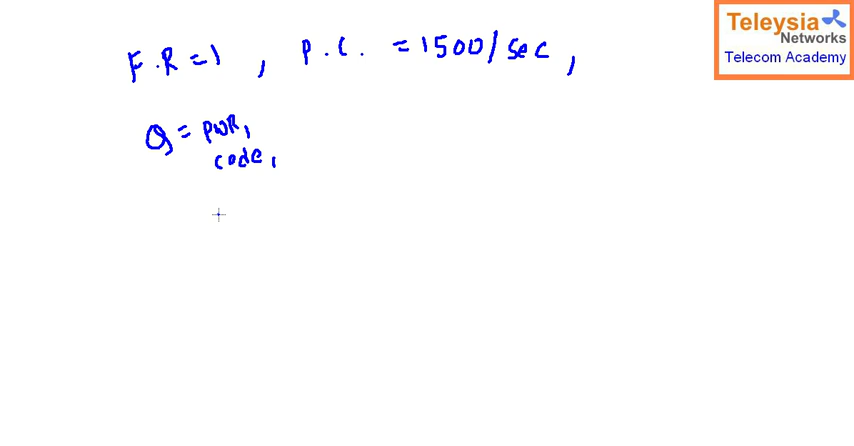 Teleysia
Networks
Telecom Academy
F.R=1 , P.C. =1500/sec,
Q= PWR,
code,